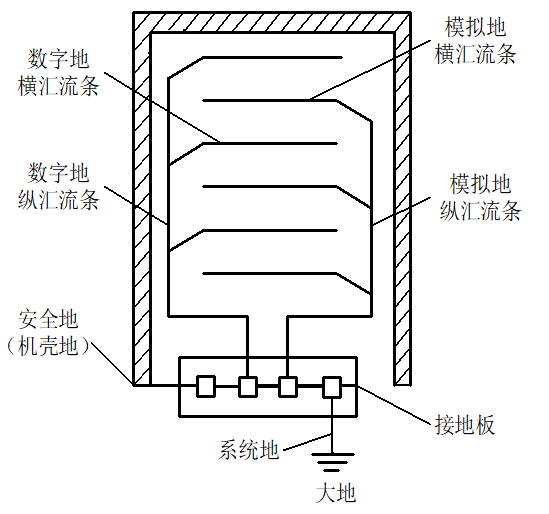 数字地
横汇流条
模拟地
横汇流条
数字地
纵汇流条
模拟地
纵汇流条
安全地
（机壳地）
接地板
系统地
大地